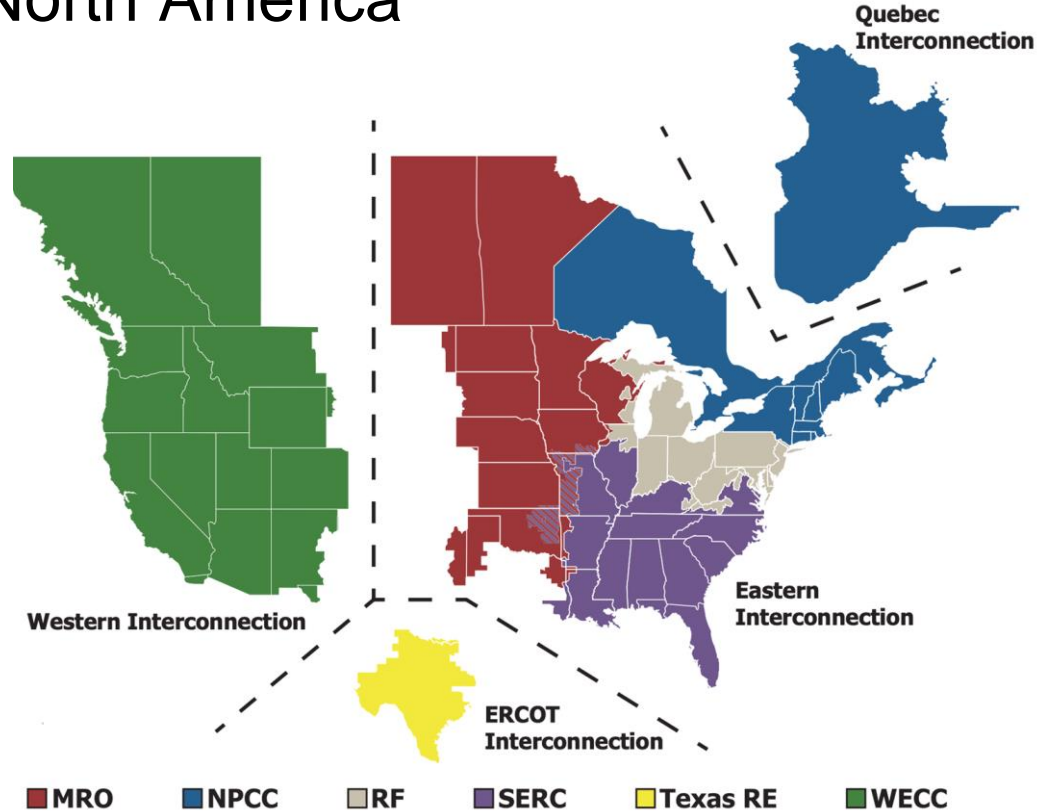 North America
Quebec
Interconnection
Western Interconnection
Eastern
Interconnection
ERCOT
Interconnection
MRO
NPCC
RF
SERC
Texas RE
WECC